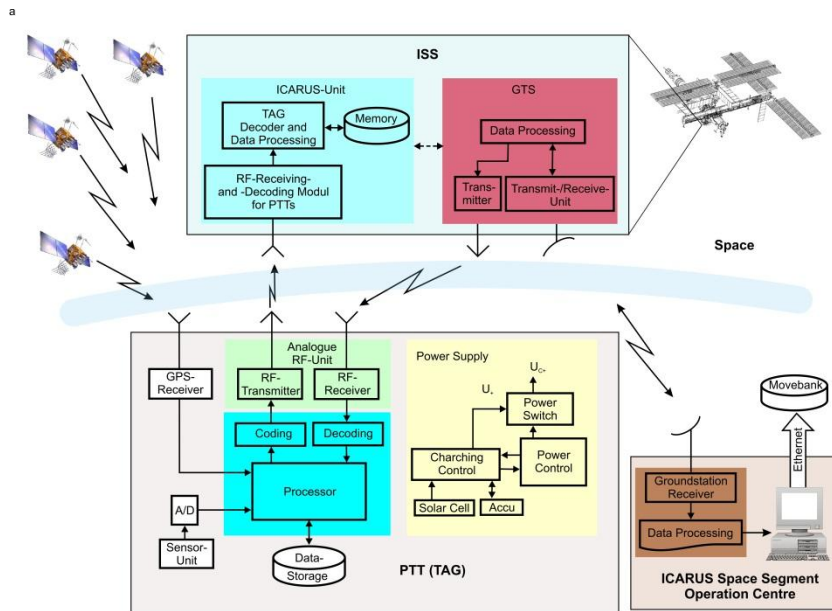 a
ISS
ICARUS-Unit
TAG
Decoder and
Data Processing
Memory
RF-Receiving-
and -Decoding Modul
for PTTs
GTS
Data Processing
Trans-
mitter
Transmit-/Receive-
Unit
Space
Analogue
RF-Unit
GPS-
Receiver
RF-
Transmitter
RF-
Receiver
Coding
Decoding
Processor
A/D
Sensor-
Unit
Data-
Storage
PTT (TAG)
Power Supply
U+
UC+
Power
Switch
Charching
Control
Power
Control
Solar Cell
Accu
Movebank
Ethernet
Groundstation
Receiver
Data Processing
ICARUS Space Segment
Operation Centre